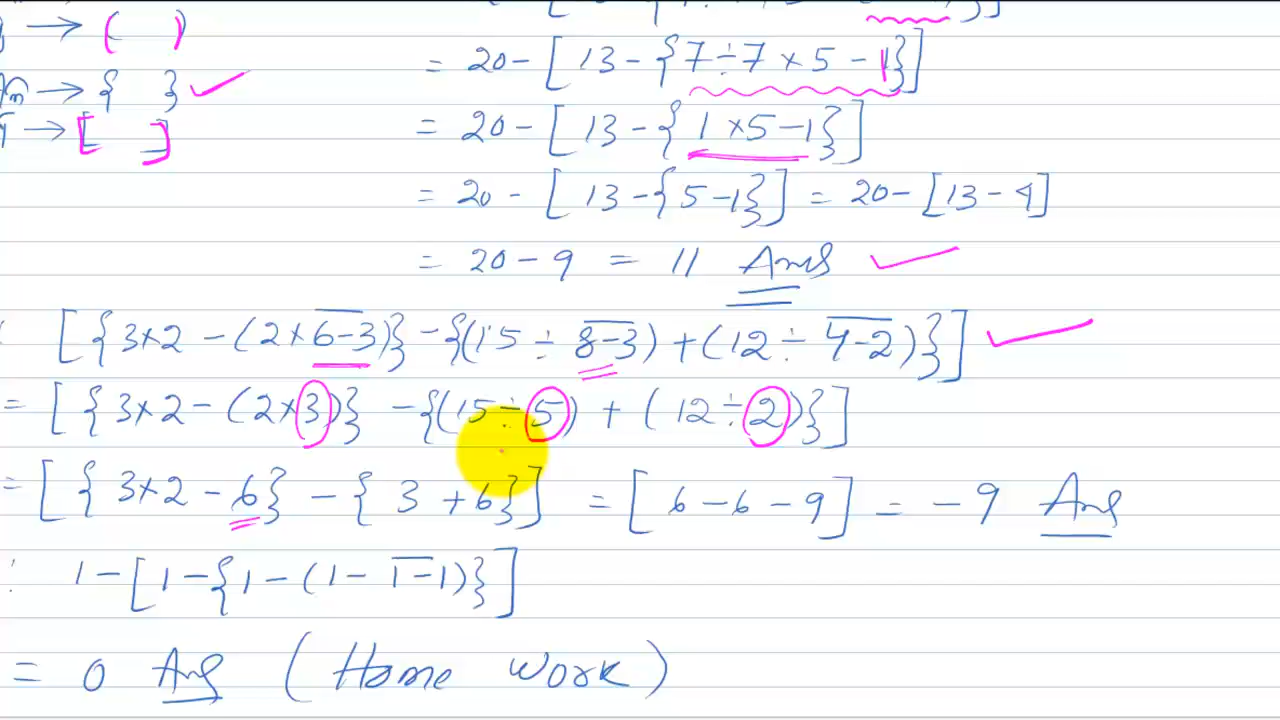 → ( )
→ { } ✓
→ [ ]
= 20 - [ 13 - {7÷7 × 5 - 1}]
= 20 - [ 13 - { 1 × 5 - 1}]
= 20 - [ 13 - {5 - 1}] = 20 - [13 - 4]
= 20 - 9 = 11 Ans ✓
[{3×2 - (2× 6̅-̅3̅)} - {(15 ÷ 8̅-̅3̅) + (12 ÷ 4̅-̅2̅)}] ✓
= [{3×2 - (2×3)} - {(15 ÷ 5) + (12 ÷ 2)}]
= [{ 3×2 - 6} - { 3 + 6}] = [ 6 - 6 - 9] = -9 Ans
1 - [1 - {1 - (1 - 1̅-̅1̅)}]
= 0 Ans (Home Work)